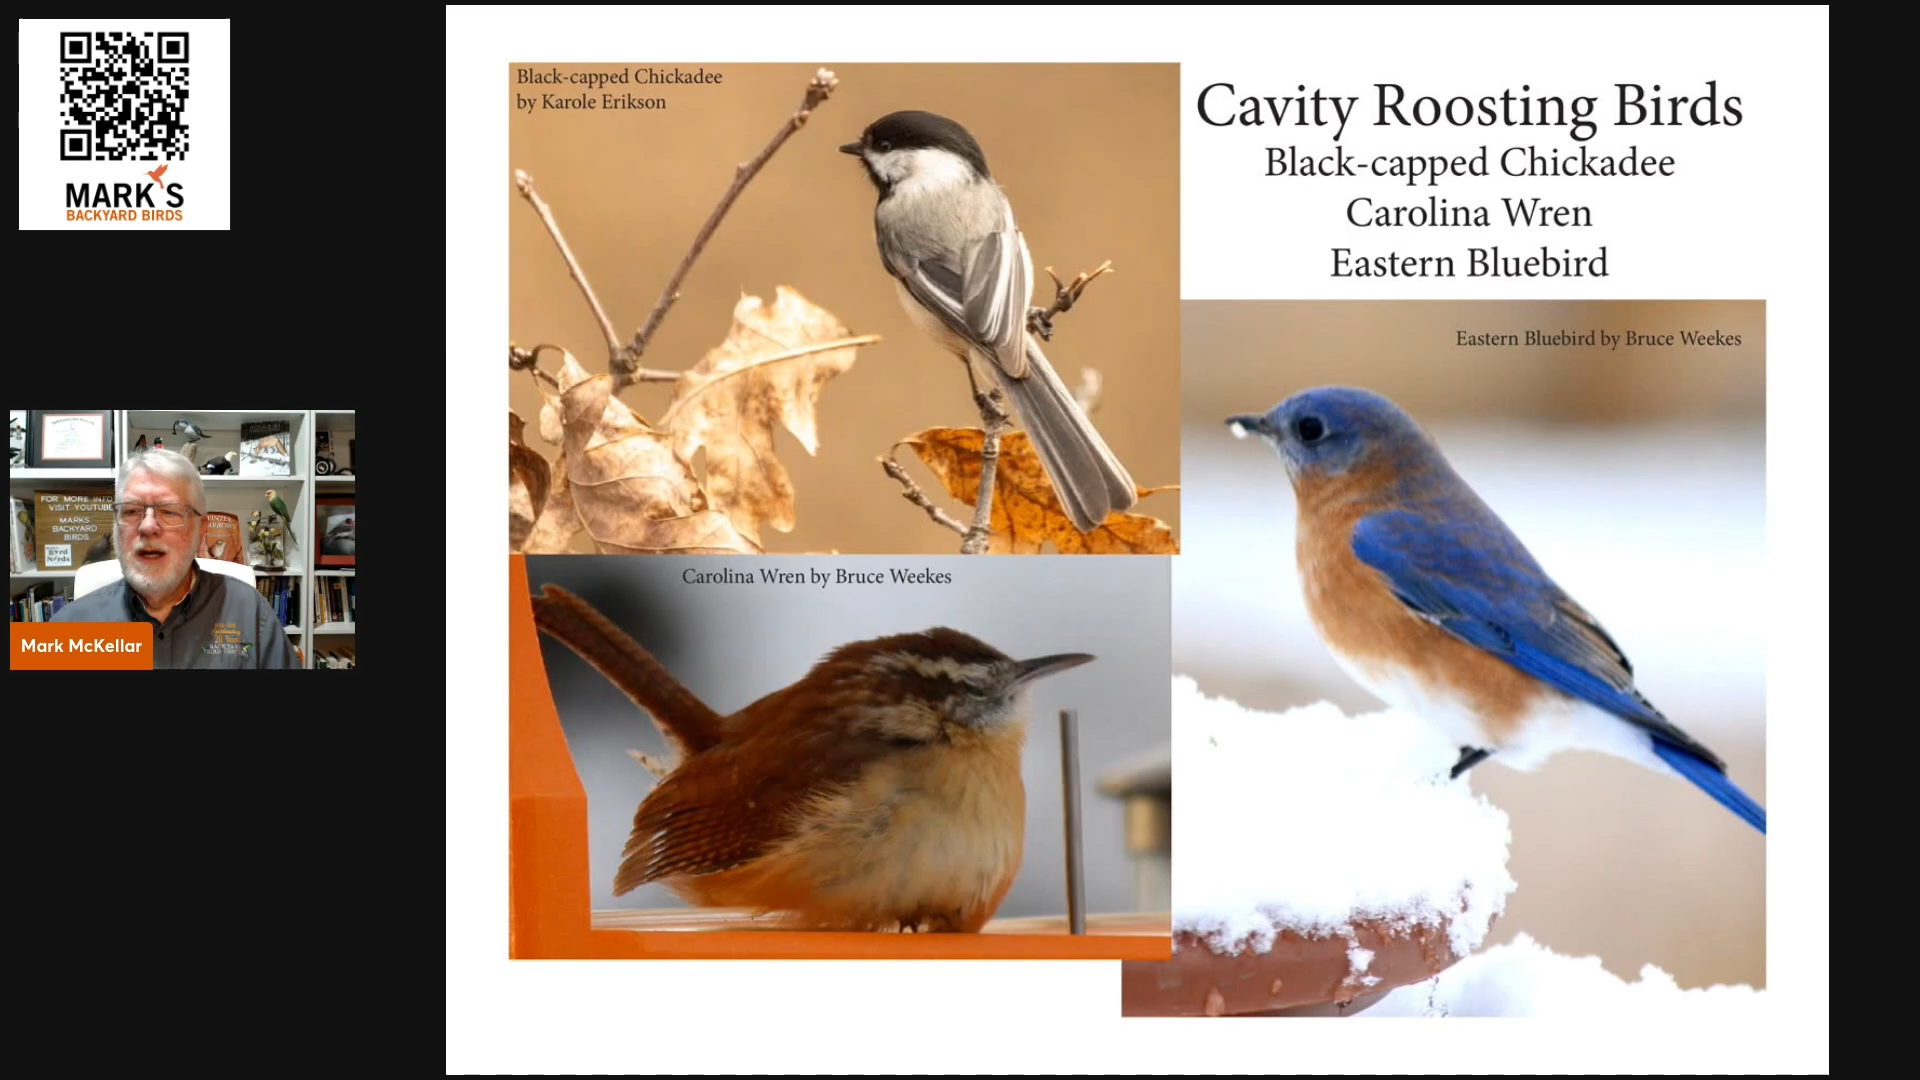 MARK'S
BACKYARD BIRDS
Black-capped Chickadee
by Karole Erikson
Cavity Roosting Birds
Black-capped Chickadee
Carolina Wren
Eastern Bluebird
Eastern Bluebird by Bruce Weekes
Carolina Wren by Bruce Weekes
FOR MORE INFO
VISIT YOUTUBE
MARKS
BACKYARD
BIRDS
Mark McKellar